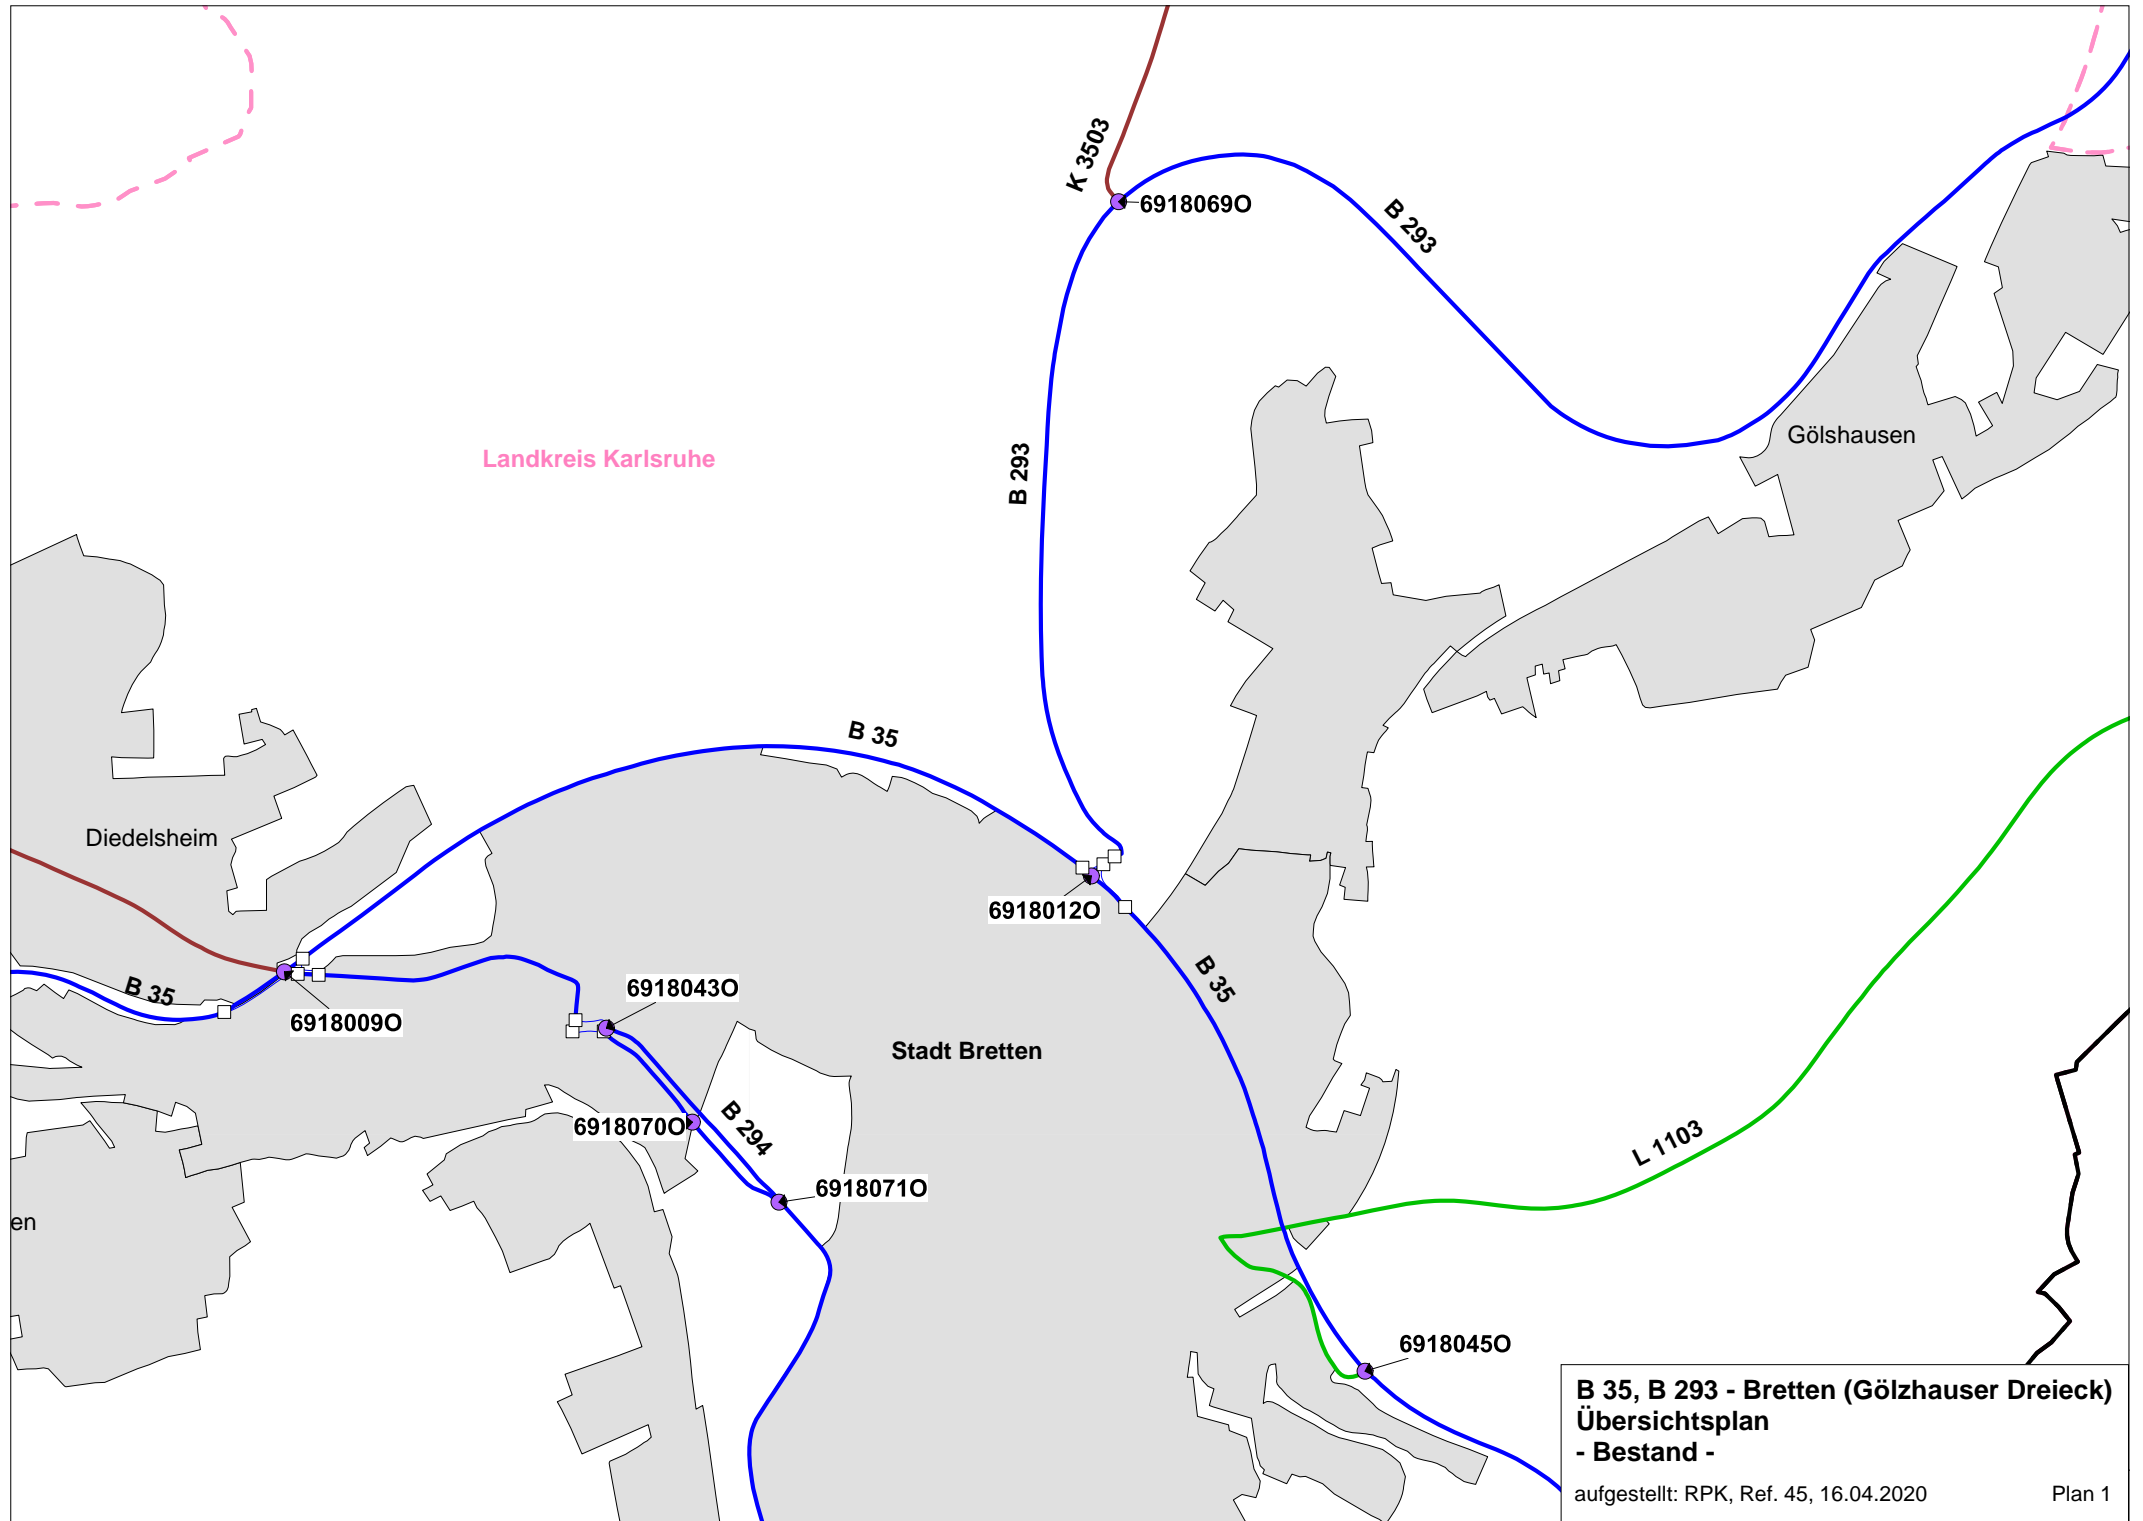 K 3503
6918069O
B 293
B 293
Landkreis Karlsruhe
Gölshausen
B 35
Diedelsheim
6918012O
B 35
B 35
6918043O
6918009O
Stadt Bretten
6918070O
B 294
L 1103
6918071O
en
6918045O
B 35, B 293 - Bretten (Gölzhauser Dreieck)
Übersichtsplan
- Bestand -
aufgestellt: RPK, Ref. 45, 16.04.2020 Plan 1